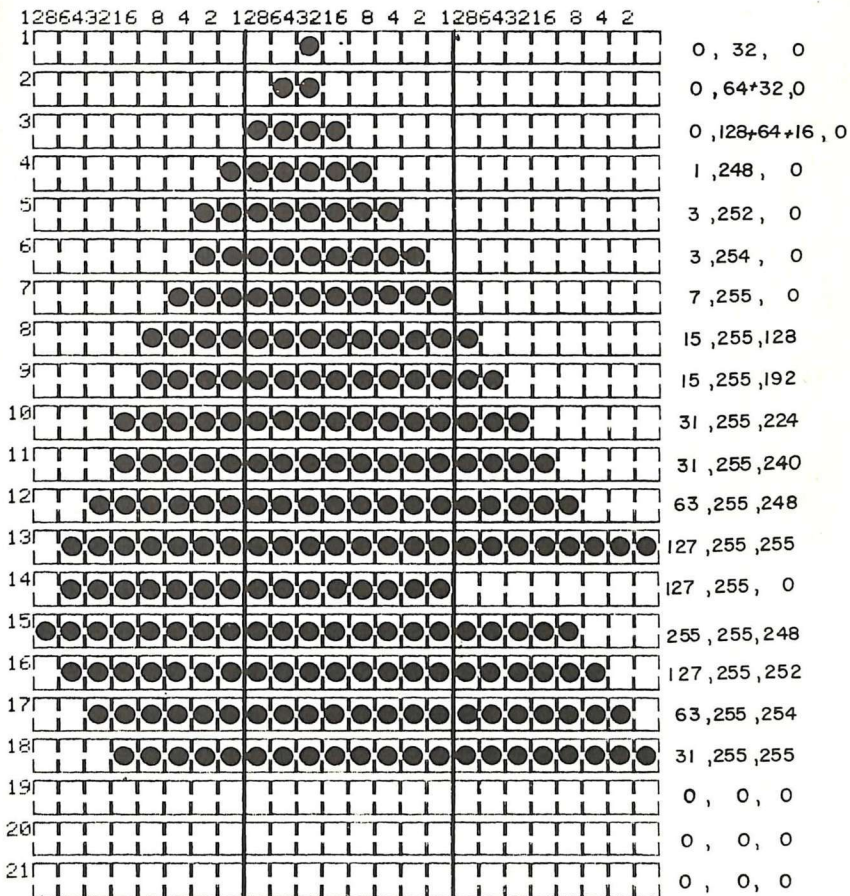 128643216 8 4 2 128643216 8 4 2 128643216 8 4 2
1 0 , 32, 0
2 0 ,64+32,0
3 0 ,128+64+16 , 0
4 1 ,248 , 0
5 3 ,252 , 0
6 3 ,254 , 0
7 7 ,255 , 0
8 15 ,255,128
9 15 ,255,192
10 31 ,255,224
11 31 ,255,240
12 63 ,255,248
13 127 ,255,255
14 127 ,255, 0
15 255 ,255,248
16 127,255,252
17 63,255,254
18 31 ,255,255
19 0 , 0, 0
20 0 , 0, 0
21 0 , 0, 0